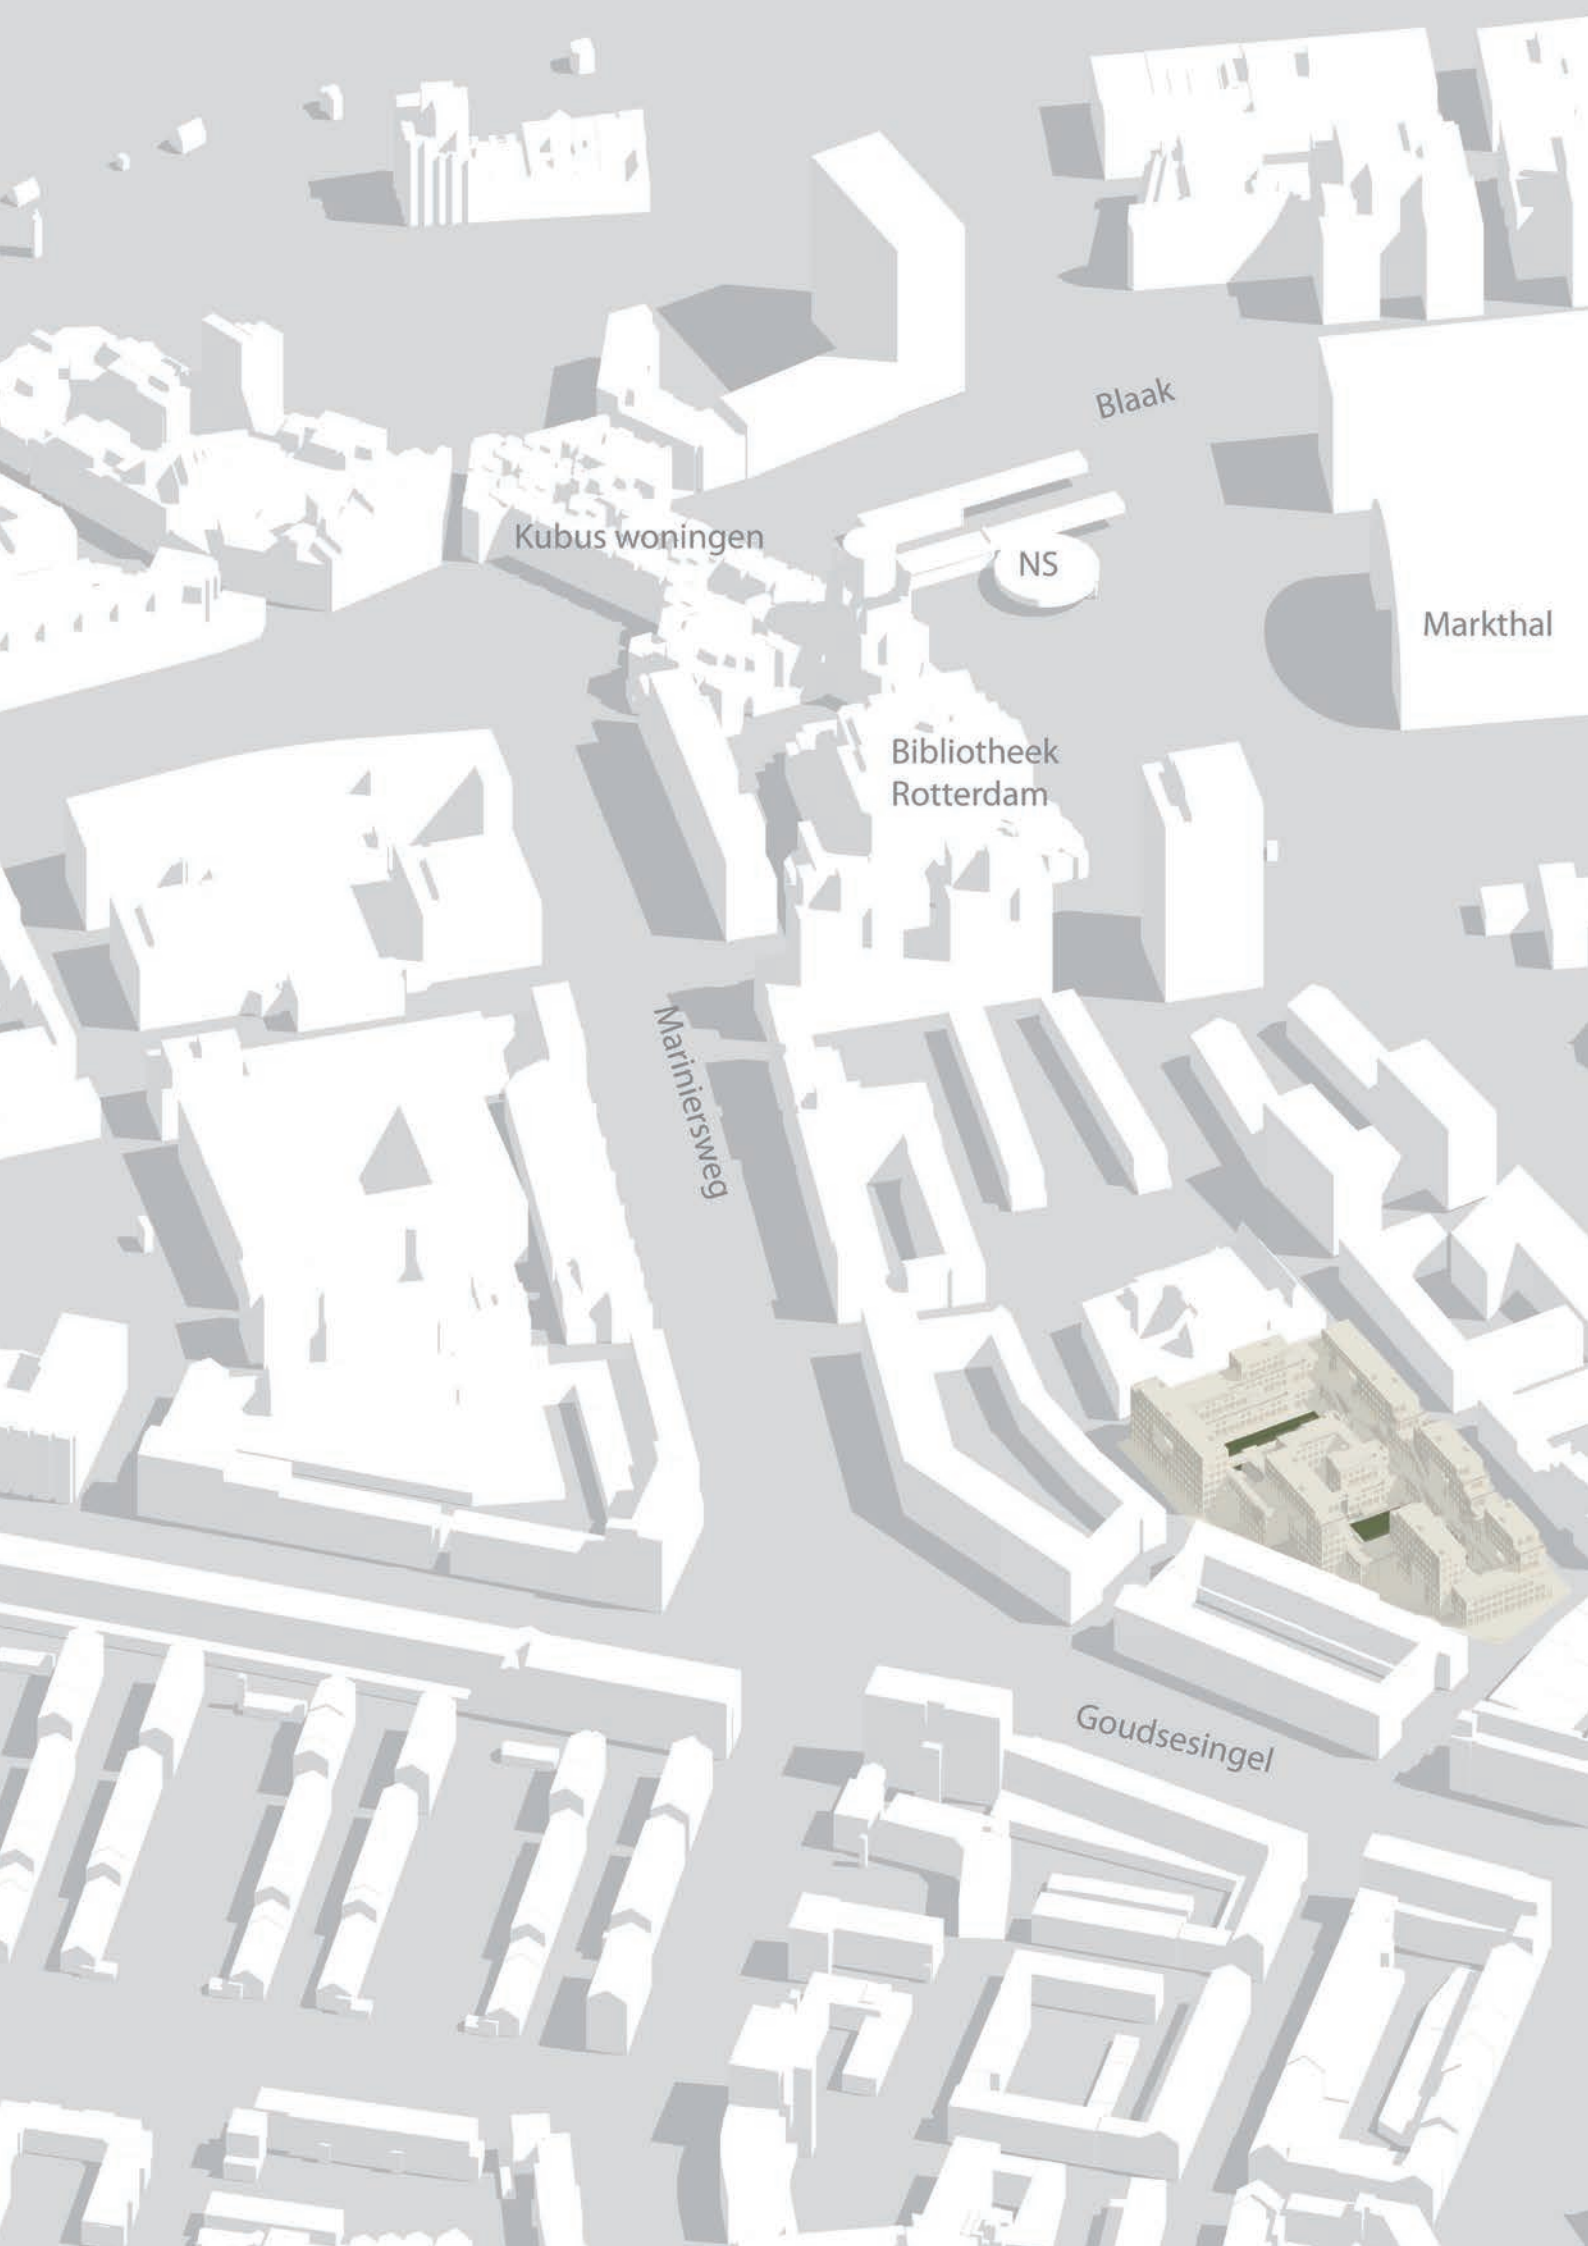 Blaak
Kubus woningen
NS
Markthal
Bibliotheek
Rotterdam
Mariniersweg
Goudsesingel